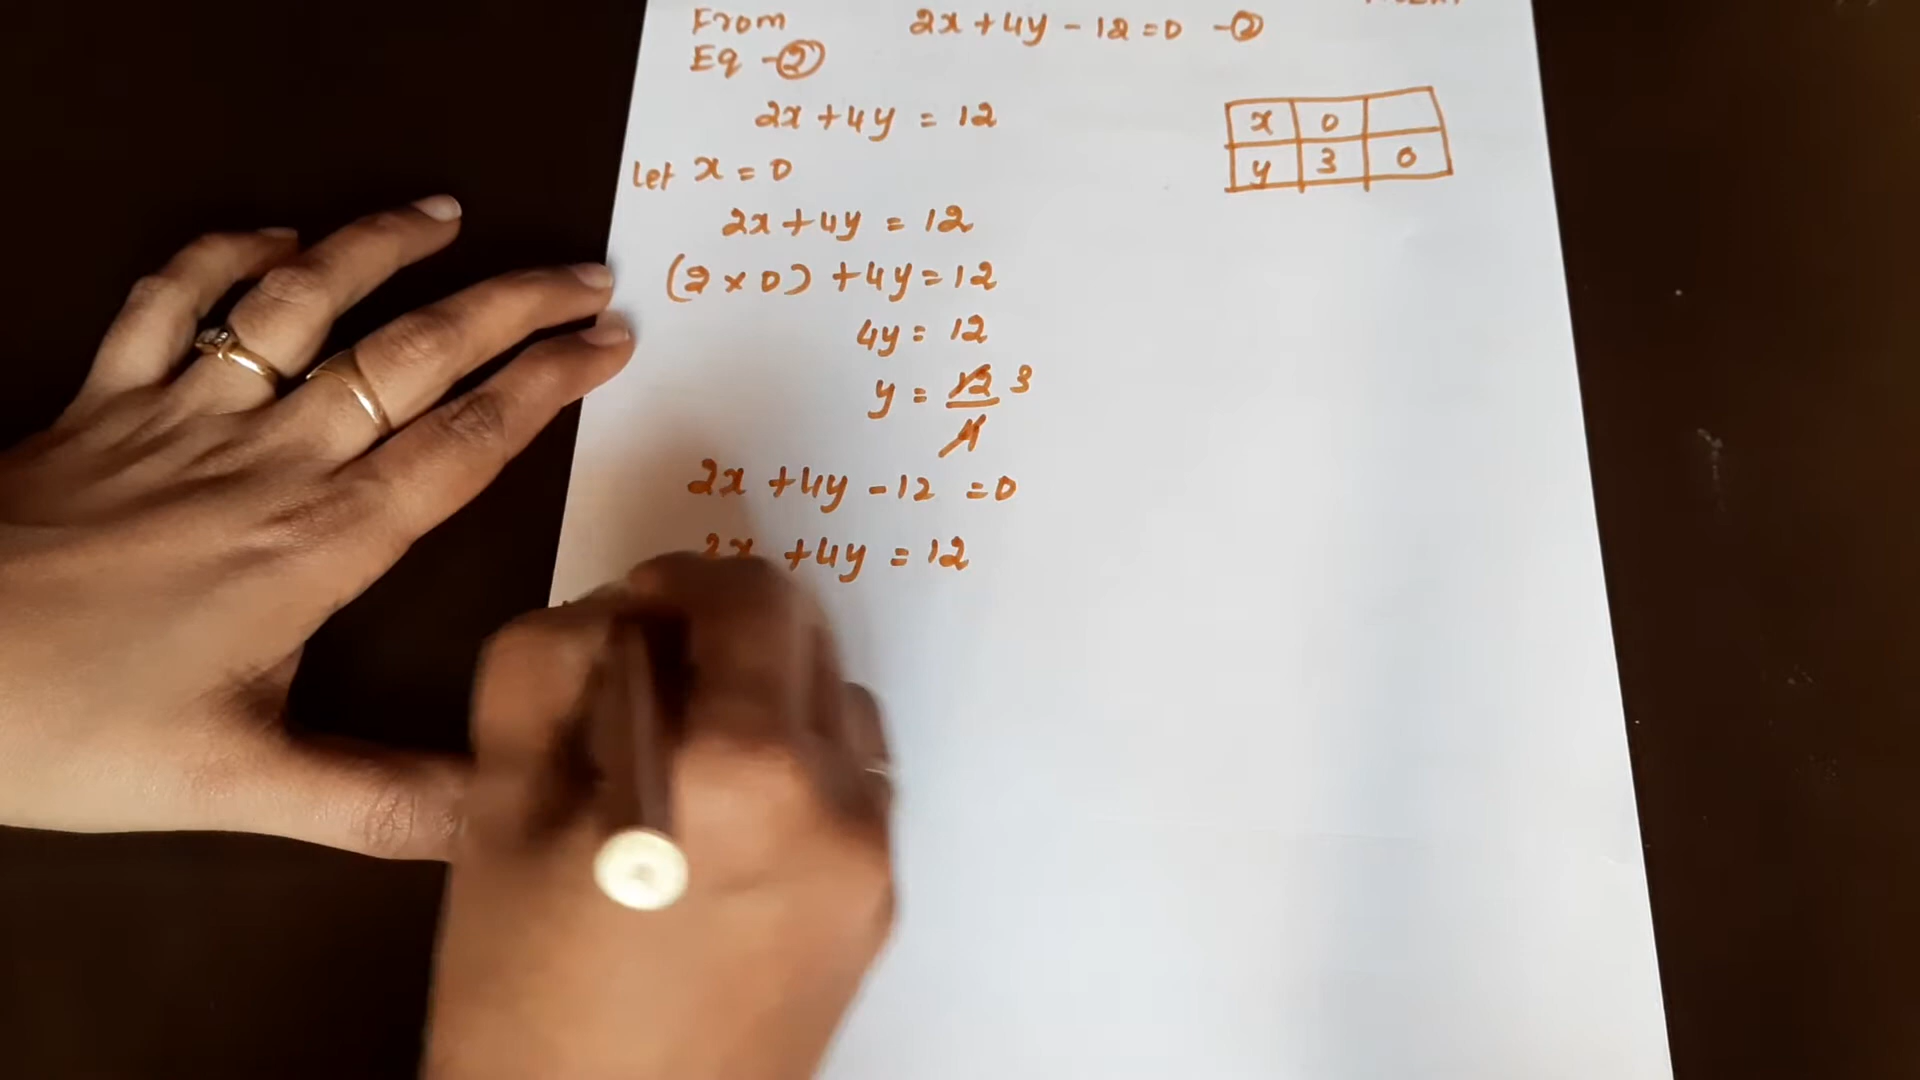 From 2x + 4y - 12 = 0 - ②
Eq - ②
2x + 4y = 12
x 0
y 3 0
let x = 0
2x + 4y = 12
(2 × 0) + 4y = 12
4y = 12
y = 12/4 3
2x + 4y - 12 = 0
2x + 4y = 12